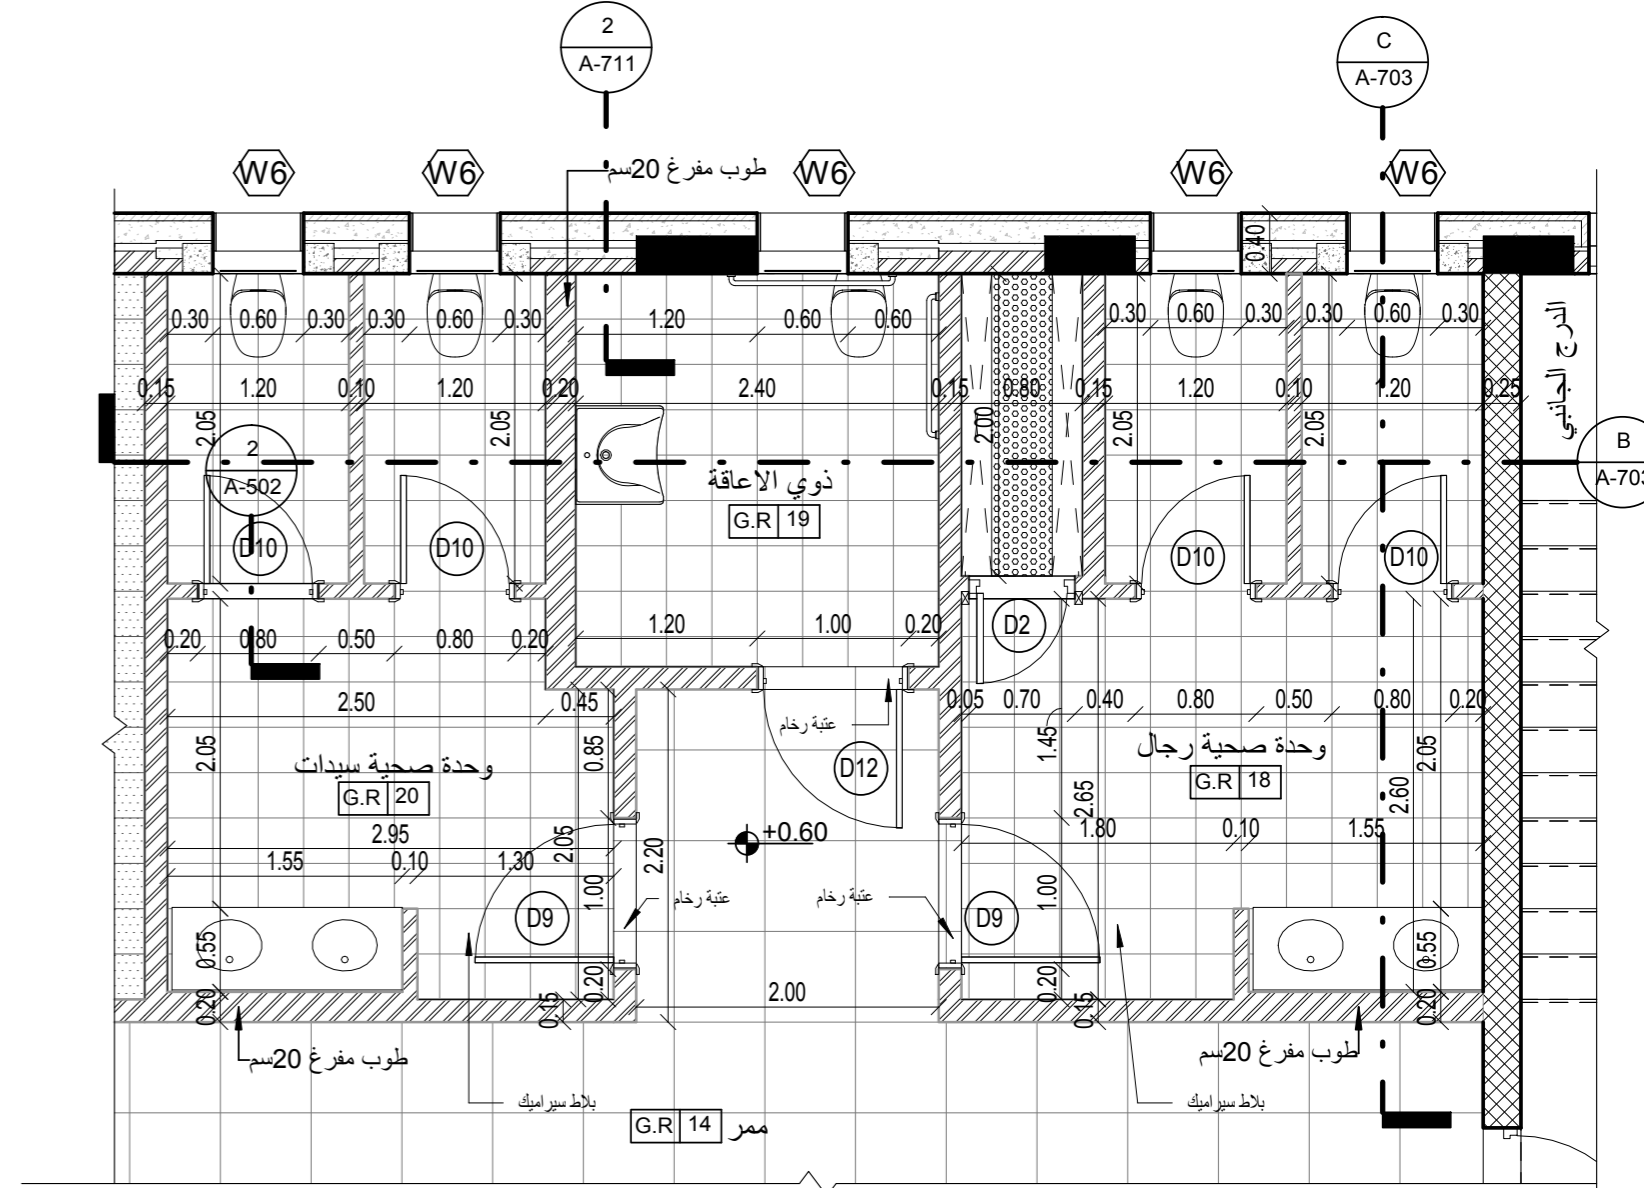 2
A-711
C
A-703
W6
W6
طوب مفرغ 20سم
W6
W6
W6
0.40
0.30
0.60
0.30
0.30
0.60
0.30
1.20
0.60
0.60
0.30
0.60
0.30
0.30
0.60
0.30
الدرج الجانبي
0.15
1.20
0.10
1.20
0.20
2.40
0.15
0.80
0.15
1.20
0.10
1.20
0.25
2.05
2.05
2.00
2.05
2.05
2
A-502
B
A-703
ذوي الاعاقة
G.R 19
D10
D10
D10
D10
0.20
0.80
0.50
0.80
0.20
1.20
1.00
0.20
D2
2.50
0.45
0.05
0.70
0.40
0.80
0.50
0.80
0.20
عتبة رخام
2.05
0.85
1.45
2.05
وحدة صحية سيدات
G.R 20
D12
وحدة صحية رجال
G.R 18
2.65
2.60
2.95
+0.60
1.80
0.10
1.55
1.55
0.10
1.30
2.05
2.20
عتبة رخام
عتبة رخام
1.00
1.00
D9
D9
0.55
0.55
0.20
0.15
0.20
2.00
0.20
0.15
0.20
طوب مفرغ 20سم
طوب مفرغ 20سم
بلاط سيراميك
بلاط سيراميك
ممر
G.R 14